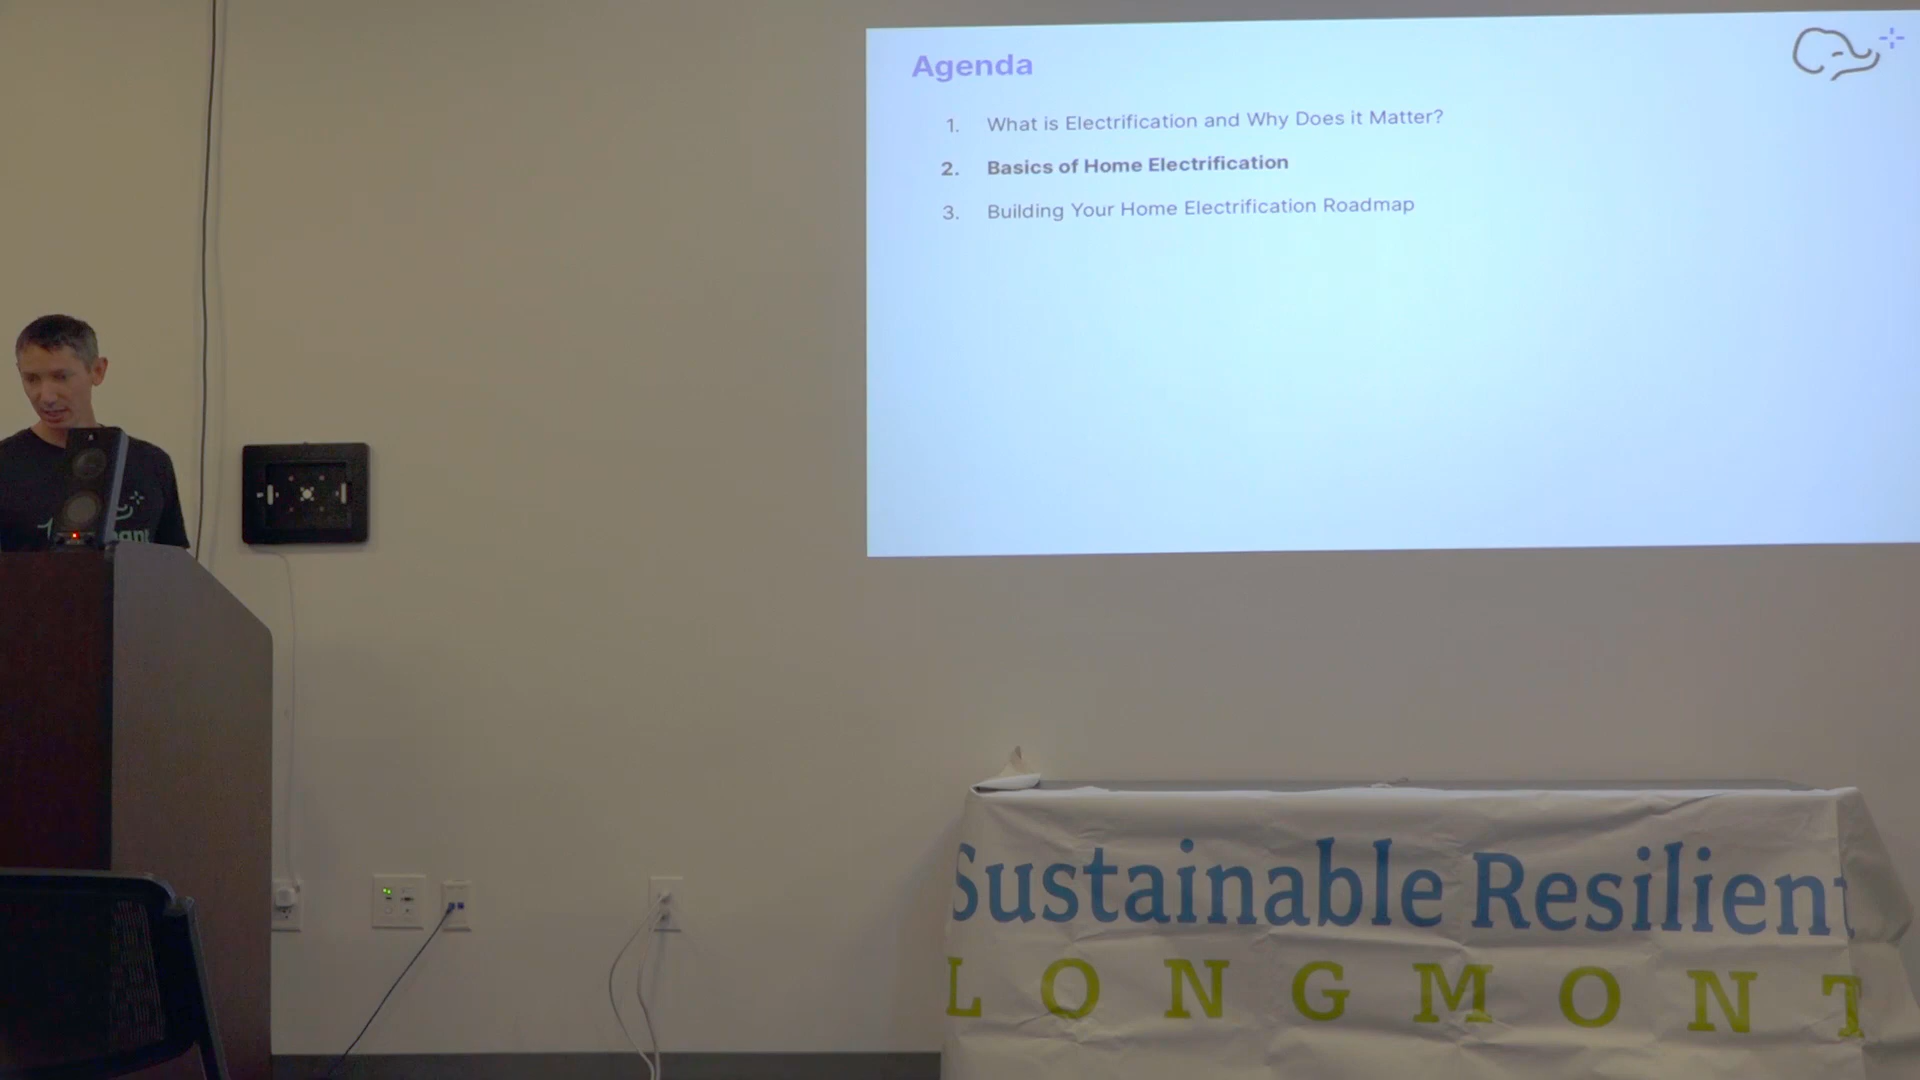 Agenda
1. What is Electrification and Why Does it Matter?
2. Basics of Home Electrification
3. Building Your Home Electrification Roadmap
Sustainable Resilient
LONGMONT